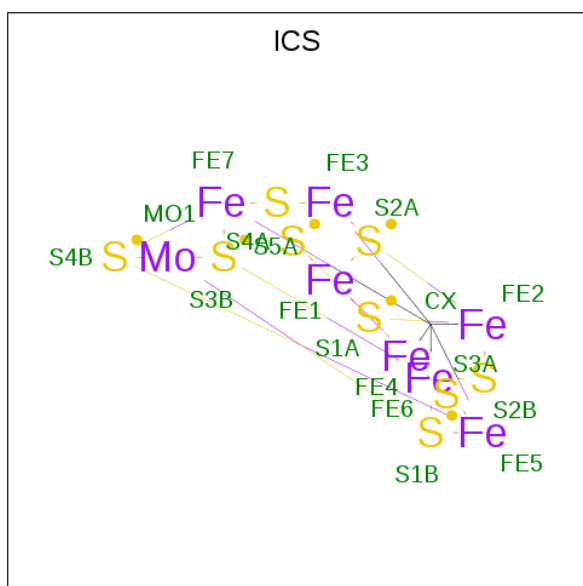 ICS
FE7 FE3
Fe S Fe S2A
MO1 S4A S5A S S
S4B S Mo S
S3B Fe FE1 CX FE2
S Fe
S1A Fe S3A
FE4 Fe S S
FE6 S2B
S Fe
S1B FE5